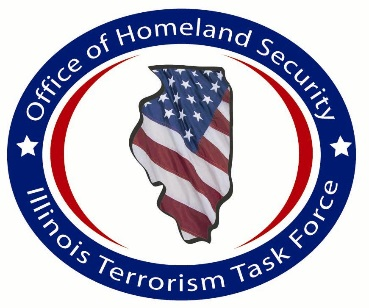 Office of Homeland Security
Illinois Terrorism Task Force